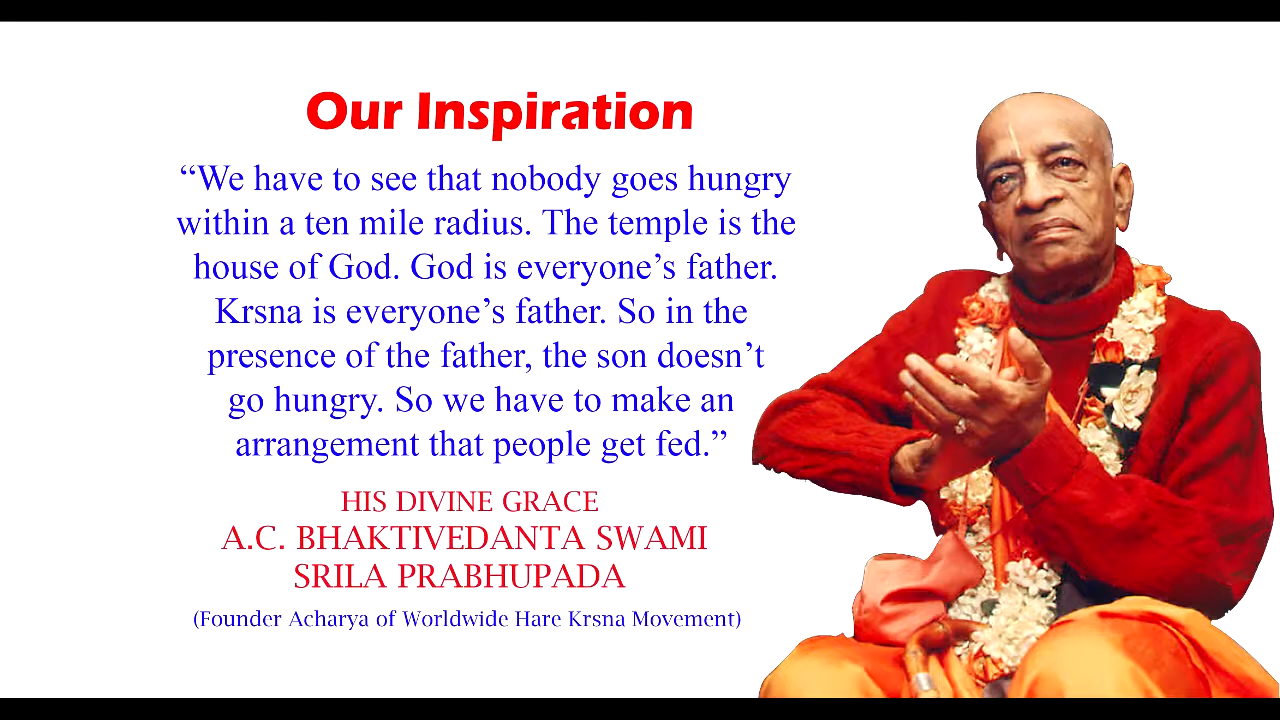 Our Inspiration
“We have to see that nobody goes hungry
within a ten mile radius. The temple is the
house of God. God is everyone’s father.
Krsna is everyone’s father. So in the
presence of the father, the son doesn’t
go hungry. So we have to make an
arrangement that people get fed.”
HIS DIVINE GRACE
A.C. BHAKTIVEDANTA SWAMI
SRILA PRABHUPADA
(Founder Acharya of Worldwide Hare Krsna Movement)